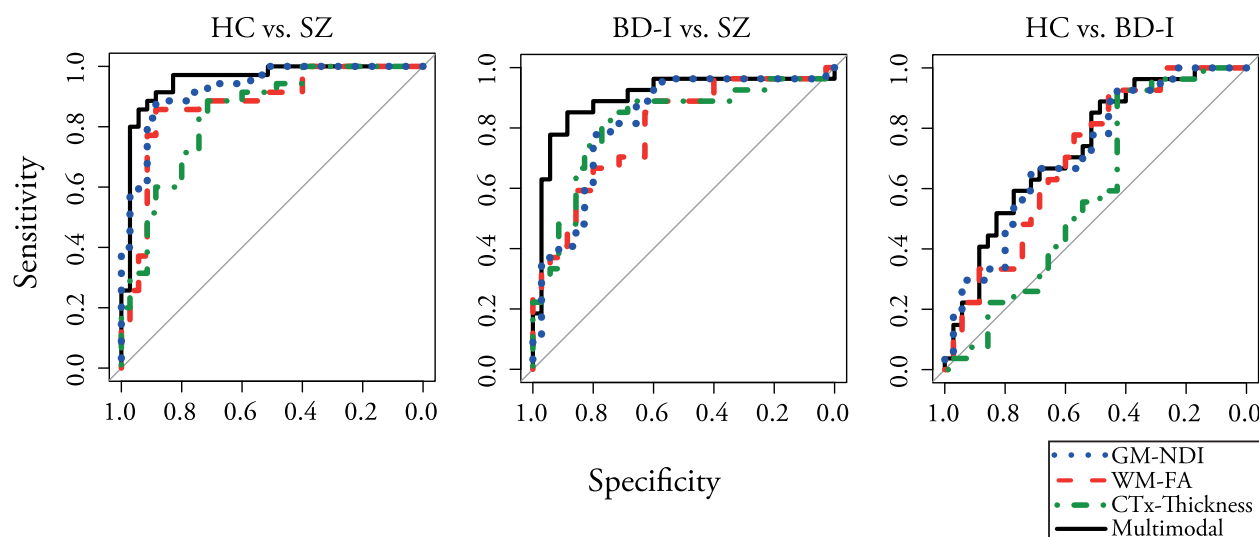 HC vs. SZ
BD-I vs. SZ
HC vs. BD-I
Sensitivity
1.0
0.8
0.6
0.4
0.2
0.0
1.0 0.8 0.6 0.4 0.2 0.0
1.0
0.8
0.6
0.4
0.2
0.0
1.0 0.8 0.6 0.4 0.2 0.0
1.0
0.8
0.6
0.4
0.2
0.0
1.0 0.8 0.6 0.4 0.2 0.0
Specificity
GM-NDI
WM-FA
CTx-Thickness
Multimodal